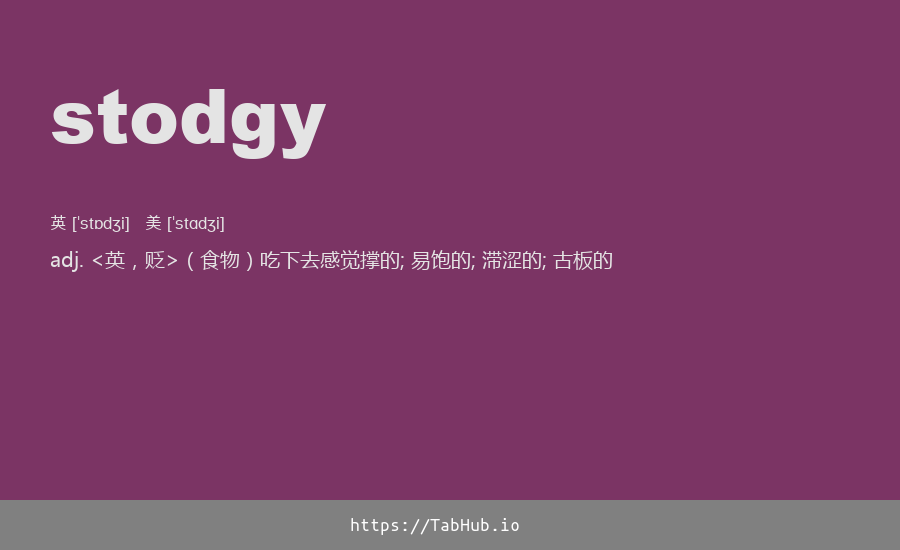 stodgy
英 [ˈstɒdʒi] 美 [ˈstɑdʒi]
adj. <英，贬>（食物）吃下去感觉撑的; 易饱的; 滞涩的; 古板的
https://TabHub.io